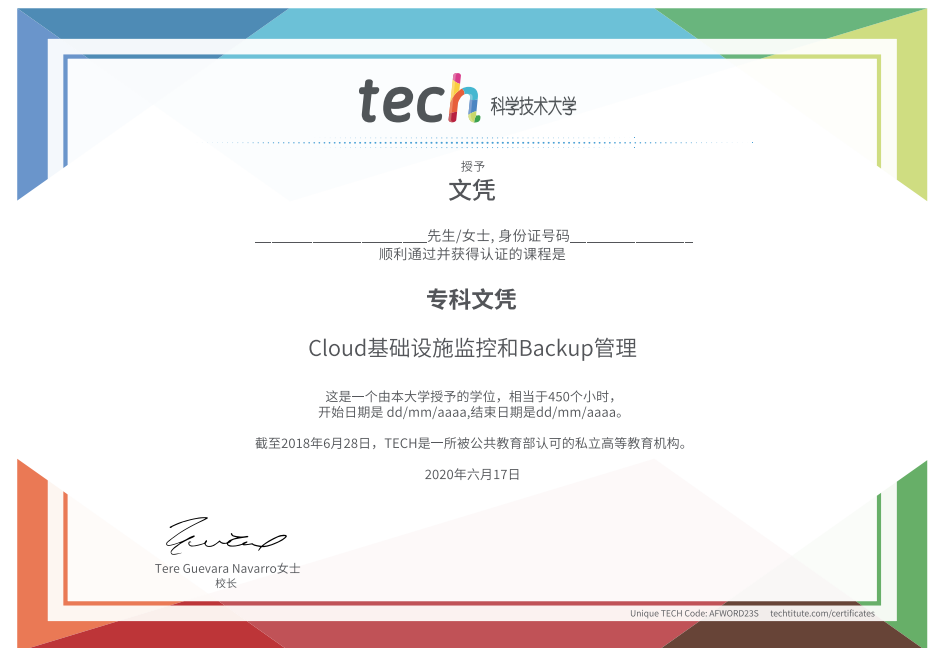 tech 科学技术大学
授予
文凭
________________________先生/女士, 身份证号码_________________
顺利通过并获得认证的课程是
专科文凭
Cloud基础设施监控和Backup管理
这是一个由本大学授予的学位，相当于450个小时，
开始日期是 dd/mm/aaaa,结束日期是dd/mm/aaaa。
截至2018年6月28日，TECH是一所被公共教育部认可的私立高等教育机构。
2020年六月17日
Tere Guevara Navarro女士
校长
Unique TECH Code: AFWORD23S techtitute.com/certificates